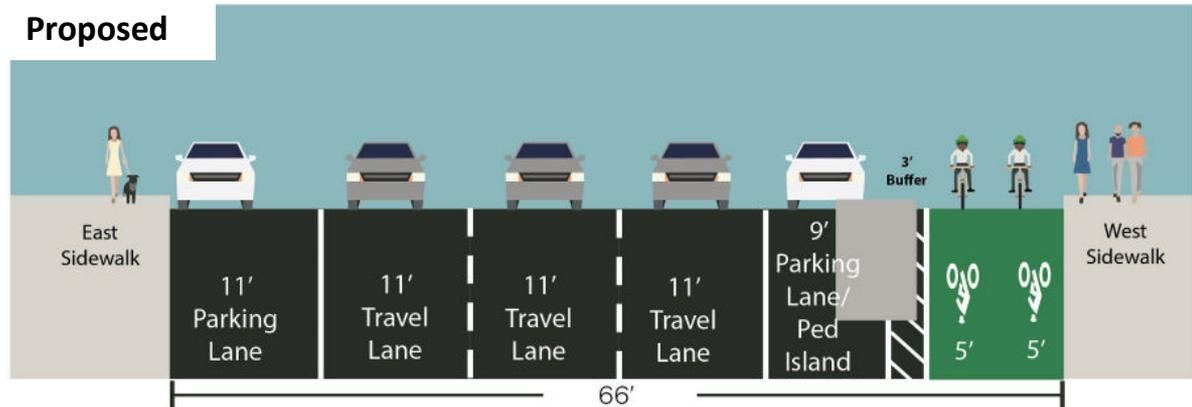 Proposed
3'
Buffer
East
Sidewalk
11'
Parking
Lane
11'
Travel
Lane
11'
Travel
Lane
11'
Travel
Lane
9'
Parking
Lane/
Ped
Island
5'
5'
West
Sidewalk
66'